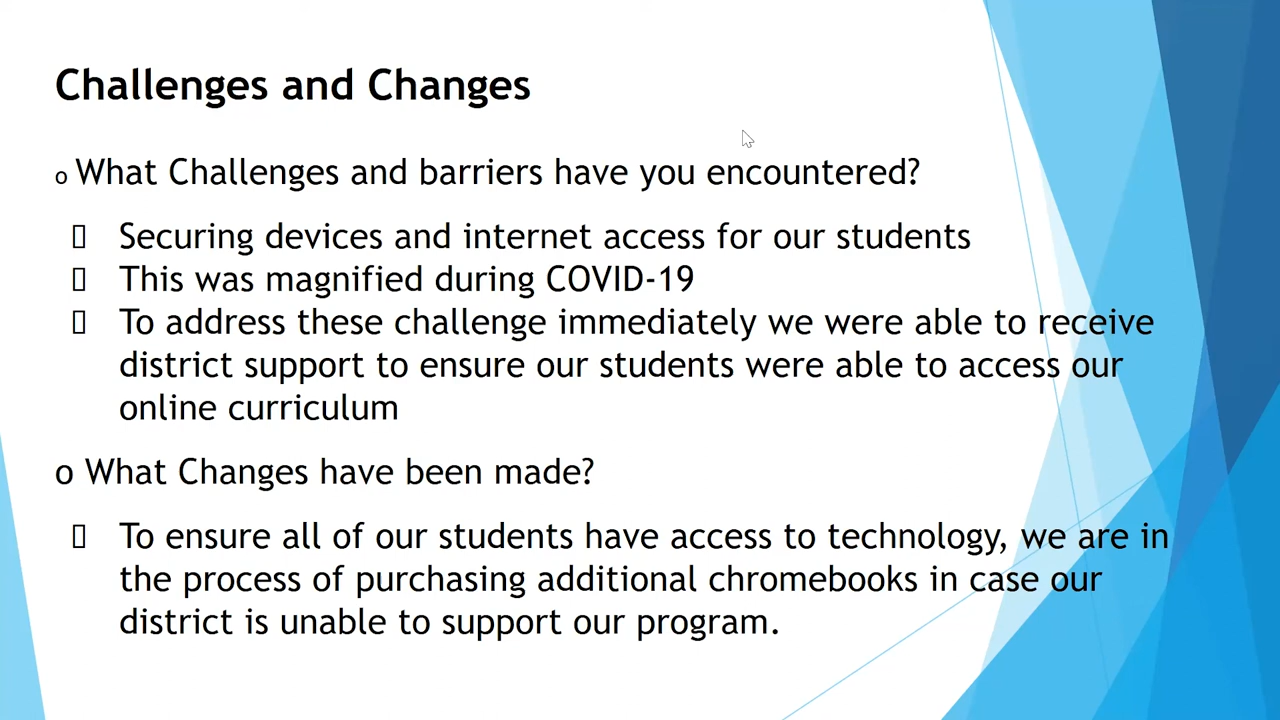 Challenges and Changes
o What Challenges and barriers have you encountered?
▯ Securing devices and internet access for our students
▯ This was magnified during COVID-19
▯ To address these challenge immediately we were able to receive
district support to ensure our students were able to access our
online curriculum
o What Changes have been made?
▯ To ensure all of our students have access to technology, we are in
the process of purchasing additional chromebooks in case our
district is unable to support our program.